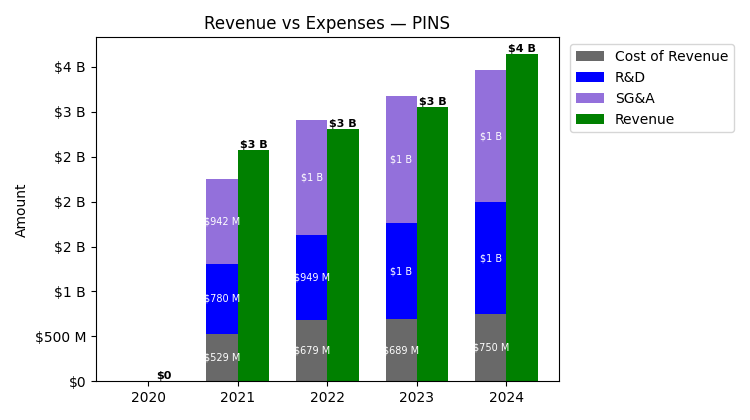 Revenue vs Expenses — PINS
Cost of Revenue
R&D
SG&A
Revenue
Amount
$4 B
$3 B
$2 B
$2 B
$2 B
$1 B
$500 M
$0
$0
$3 B
$942 M
$780 M
$529 M
$3 B
$1 B
$949 M
$679 M
$3 B
$1 B
$1 B
$689 M
$4 B
$1 B
$1 B
$750 M
2020 2021 2022 2023 2024